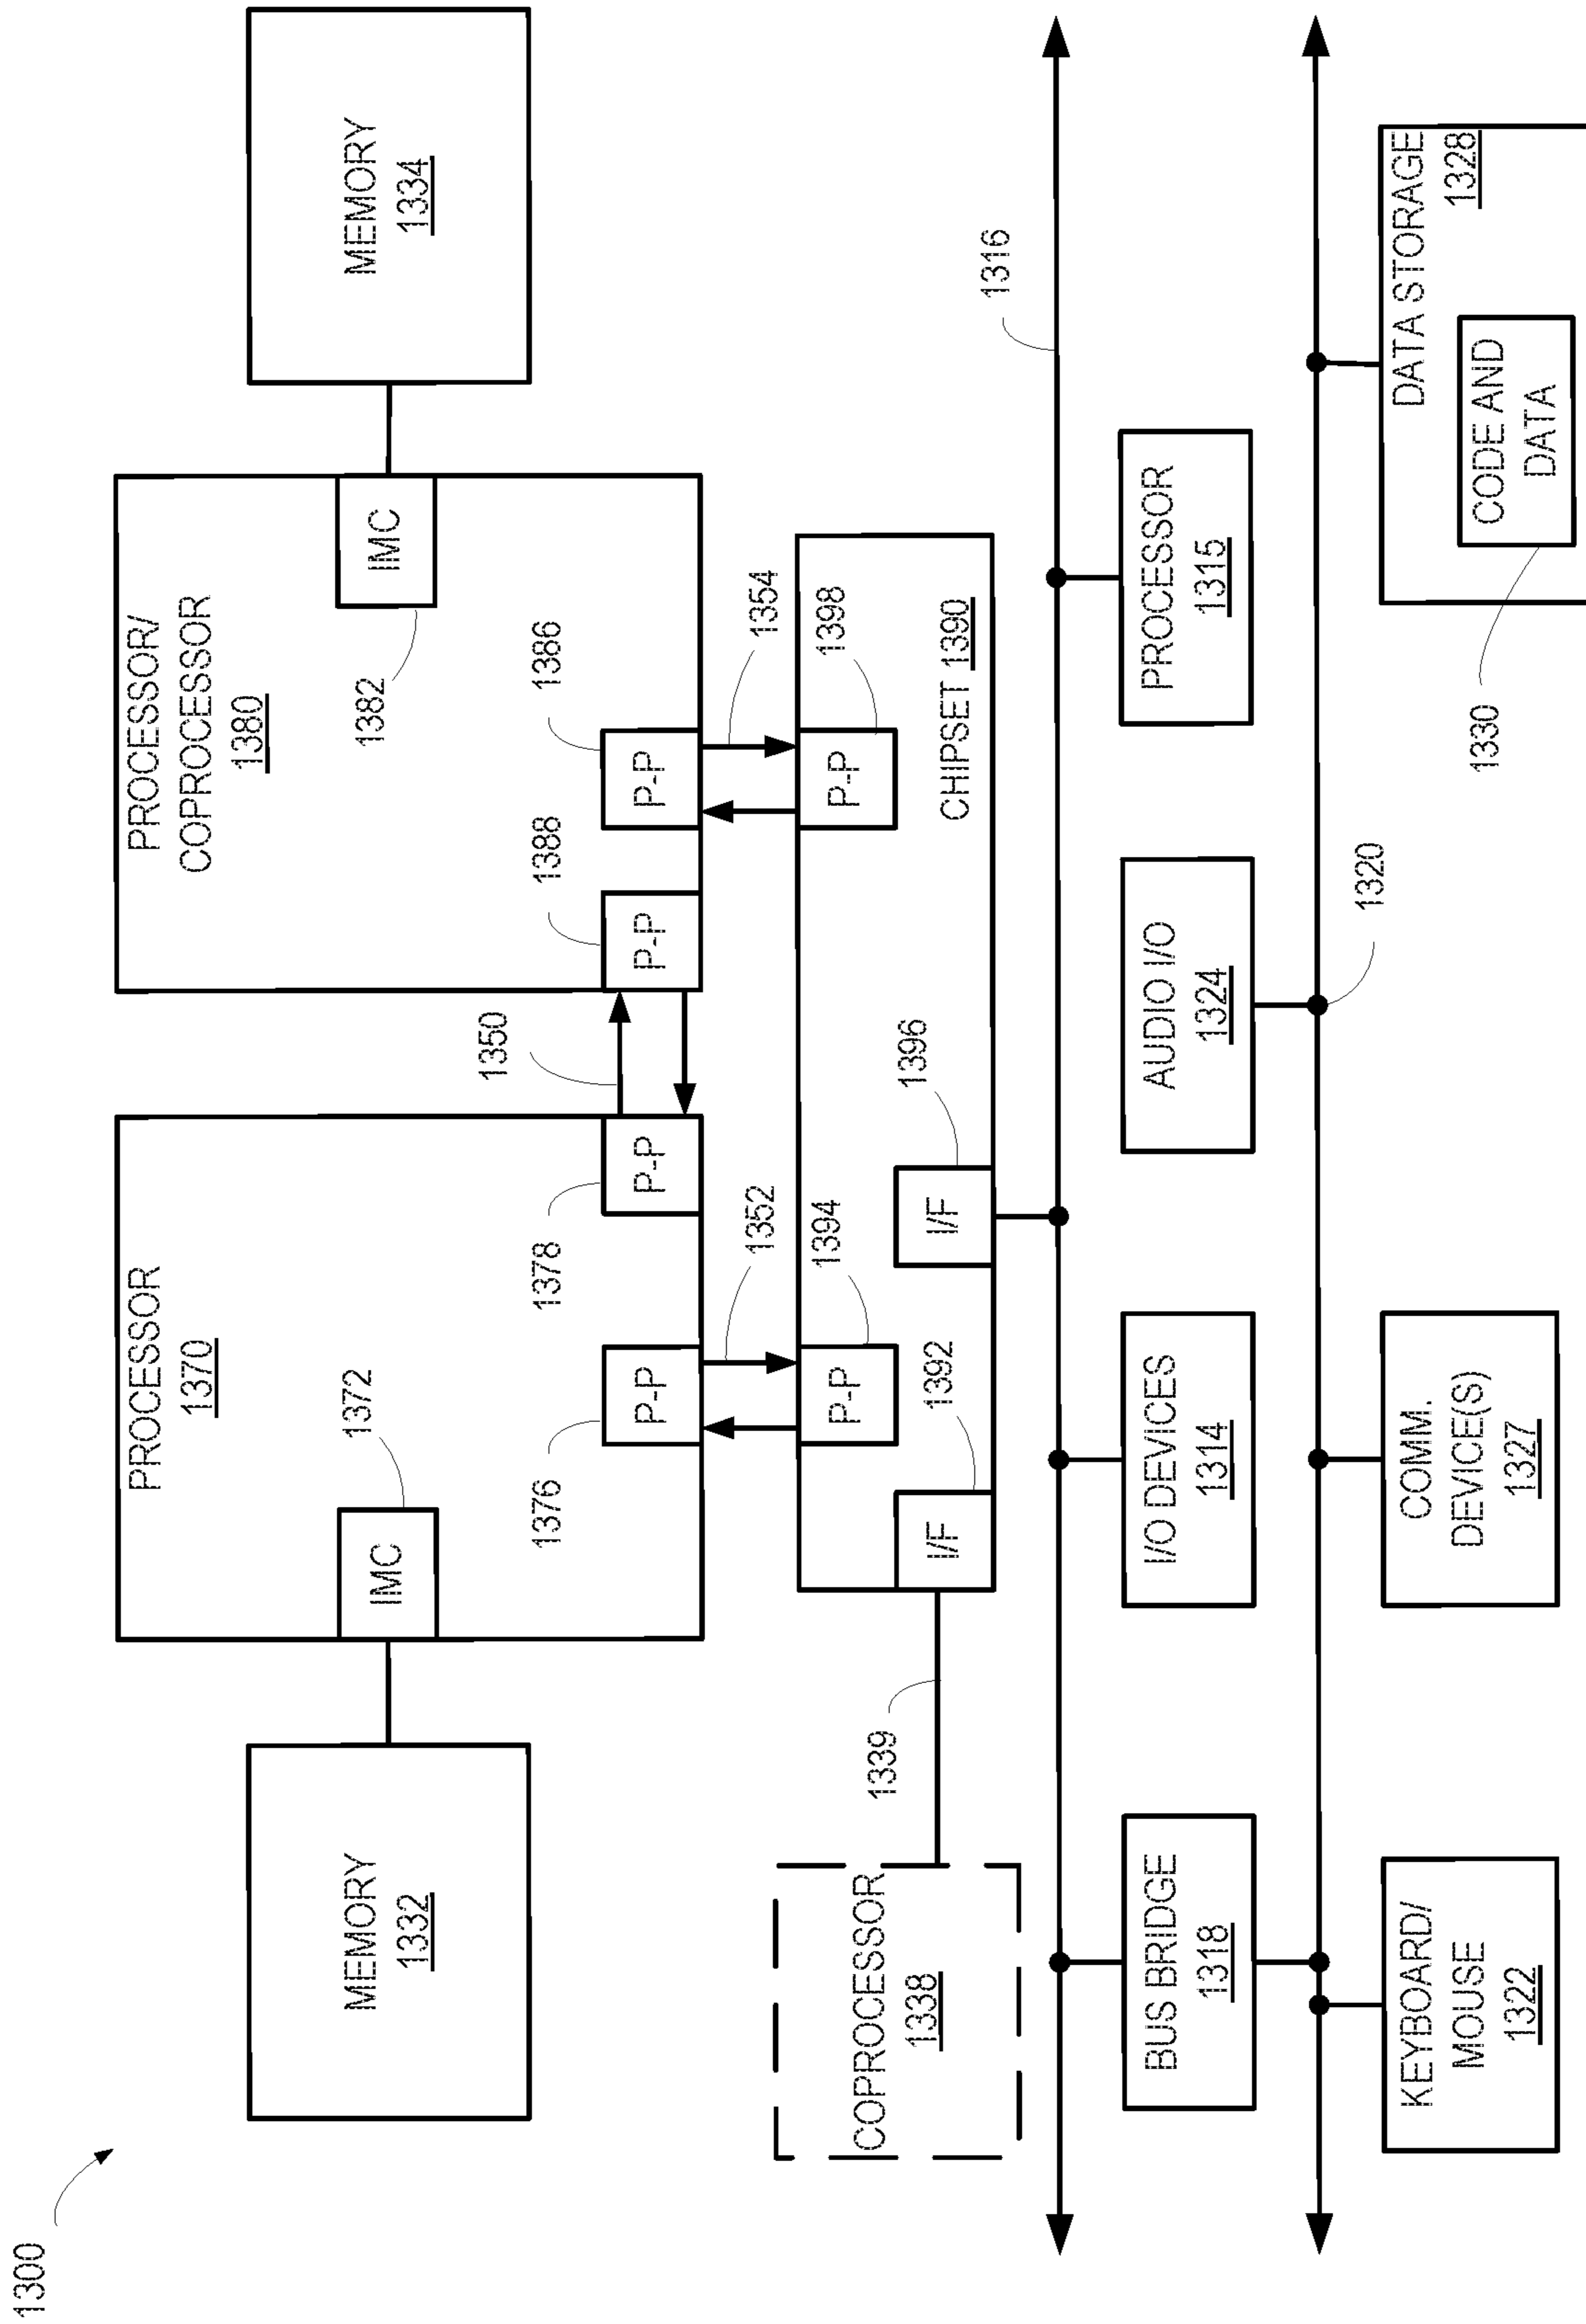 1300
MEMORY
1332
PROCESSOR
1370
IMC
1372
1376
P-P
1378
P-P
1350
PROCESSOR/
COPROCESSOR
1380
IMC
1382
1388
P-P
1386
P-P
MEMORY
1334
1352
1354
COPROCESSOR
1338
1339
I/F
1392
P-P
1394
I/F
1396
P-P
1398
CHIPSET 1390
1316
BUS BRIDGE
1318
I/O DEVICES
1314
AUDIO I/O
1324
PROCESSOR
1315
1320
KEYBOARD/
MOUSE
1322
COMM.
DEVICE(S)
1327
DATA STORAGE
1328
CODE AND
DATA
1330